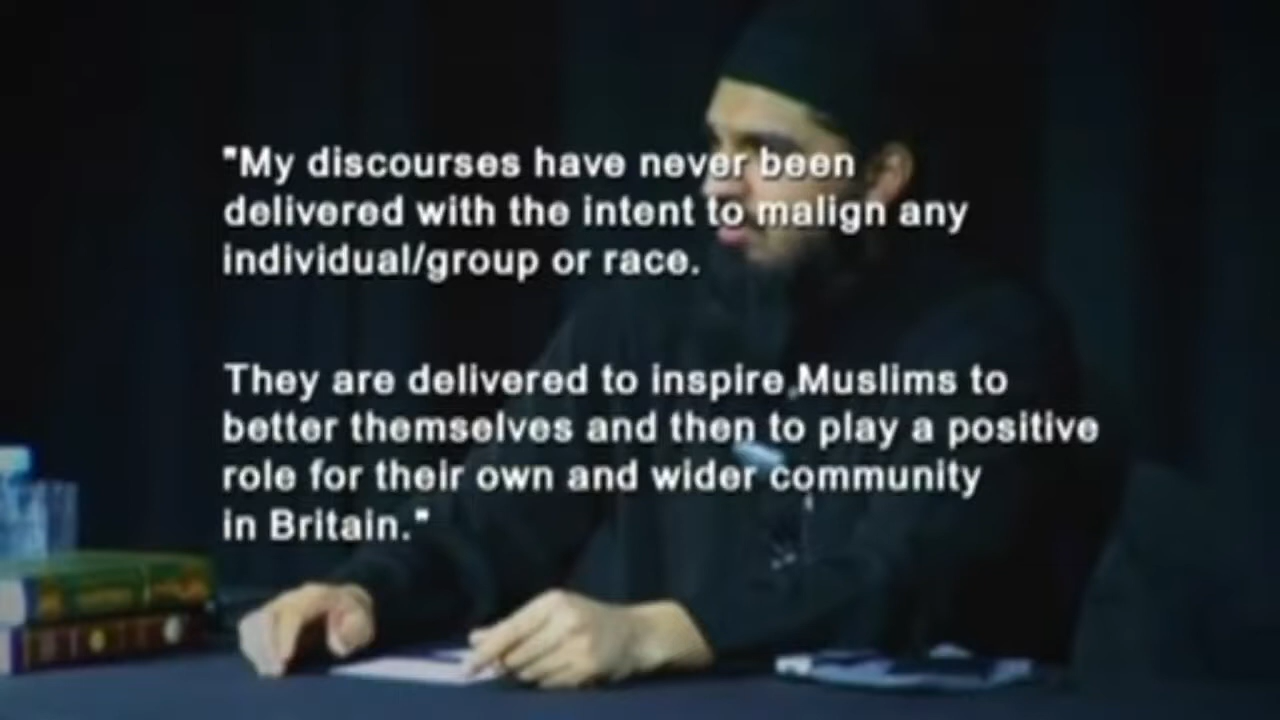 "My discourses have never been
delivered with the intent to malign any
individual/group or race.
They are delivered to inspire Muslims to
better themselves and then to play a positive
role for their own and wider community
in Britain."